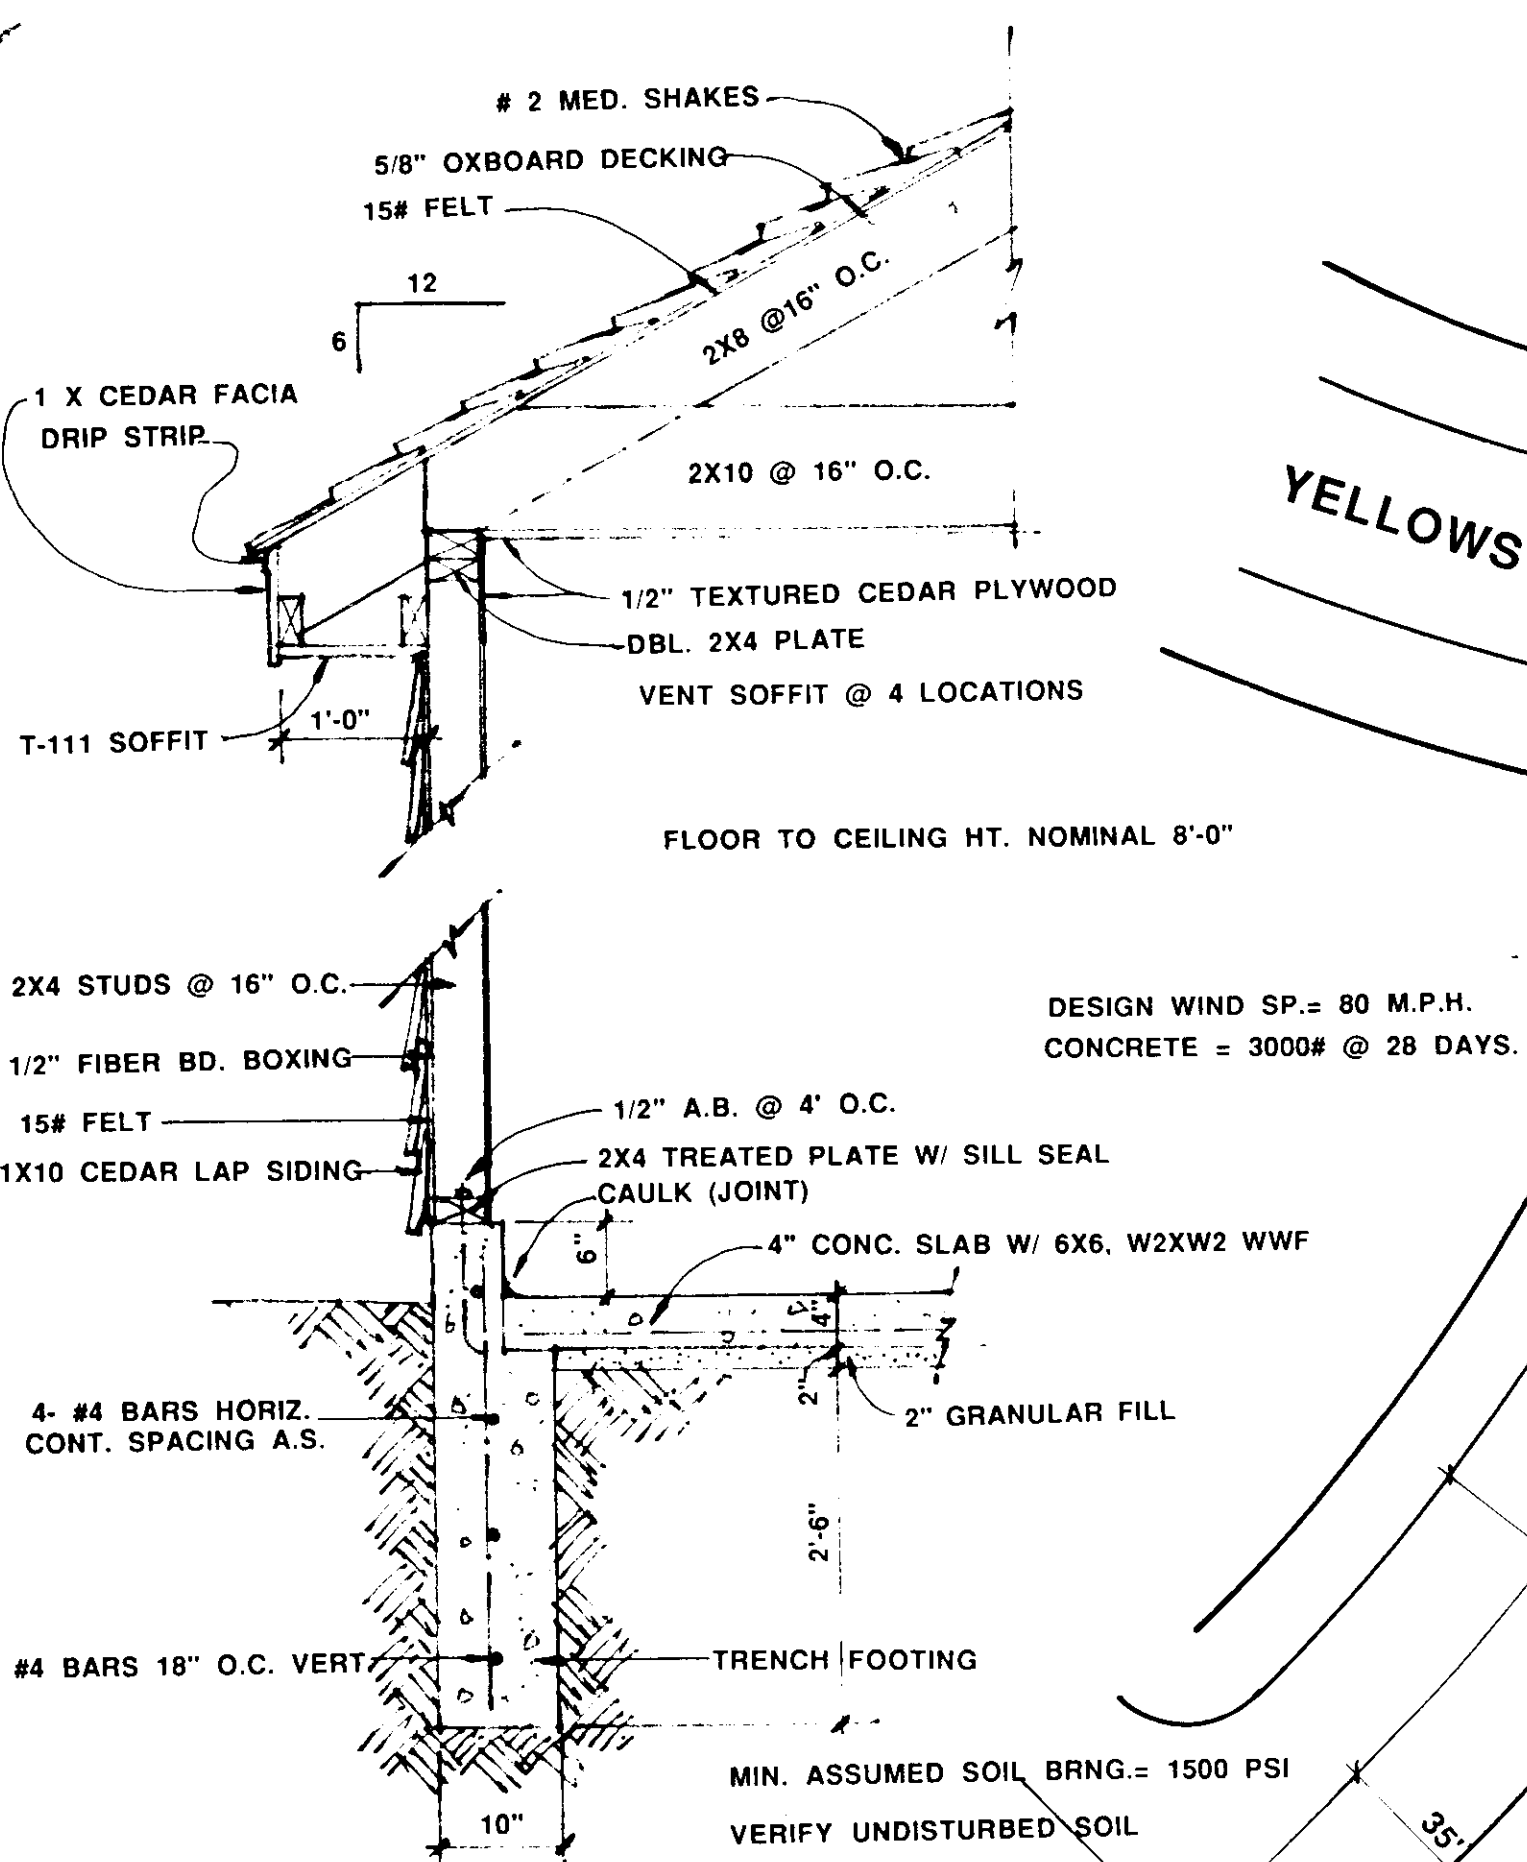 # 2 MED. SHAKES
5/8" OXBOARD DECKING
15# FELT
12
6
2X8 @16" O.C.
1 X CEDAR FACIA
DRIP STRIP
2X10 @ 16" O.C.
YELLOWS
1/2" TEXTURED CEDAR PLYWOOD
DBL. 2X4 PLATE
VENT SOFFIT @ 4 LOCATIONS
1'-0"
T-111 SOFFIT
FLOOR TO CEILING HT. NOMINAL 8'-0"
2X4 STUDS @ 16" O.C.
DESIGN WIND SP.= 80 M.P.H.
CONCRETE = 3000# @ 28 DAYS.
1/2" FIBER BD. BOXING
15# FELT
1X10 CEDAR LAP SIDING
1/2" A.B. @ 4' O.C.
2X4 TREATED PLATE W/ SILL SEAL
CAULK (JOINT)
6"
4" CONC. SLAB W/ 6X6, W2XW2 WWF
4"
2"
2" GRANULAR FILL
4- #4 BARS HORIZ.
CONT. SPACING A.S.
2'-6"
#4 BARS 18" O.C. VERT.
TRENCH FOOTING
MIN. ASSUMED SOIL BRNG.= 1500 PSI
VERIFY UNDISTURBED SOIL
10"
35'